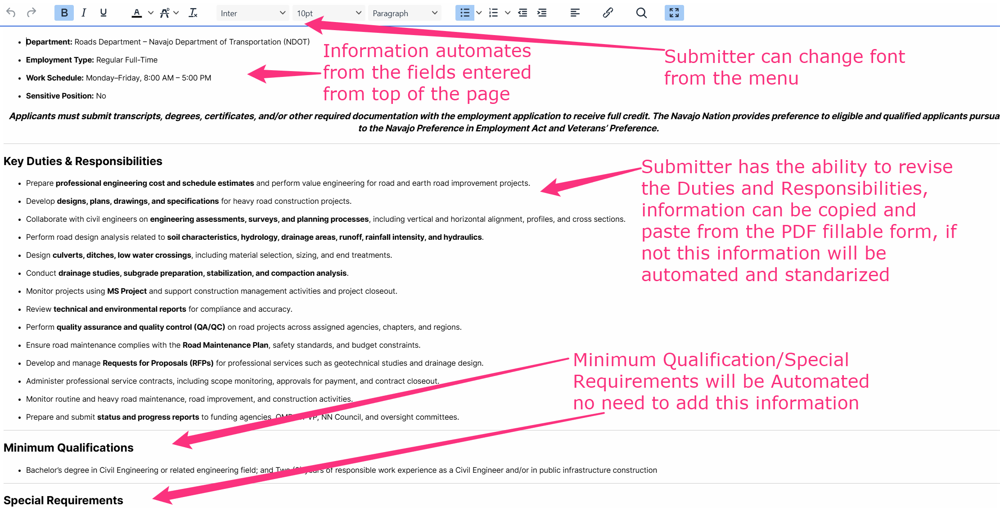 B I U A A Tx Inter 10pt Paragraph
Department: Roads Department – Navajo Department of Transportation (NDOT)
Employment Type: Regular Full-Time
Work Schedule: Monday–Friday, 8:00 AM – 5:00 PM
Sensitive Position: No
Information automates
from the fields entered
from top of the page
Submitter can change font
from the menu
Applicants must submit transcripts, degrees, certificates, and/or other required documentation with the employment application to receive full credit. The Navajo Nation provides preference to eligible and qualified applicants
to the Navajo Preference in Employment Act and Veterans’ Preference.
Key Duties & Responsibilities
Prepare professional engineering cost and schedule estimates and perform value engineering for road and earth road improvement projects.
Develop designs, plans, drawings, and specifications for heavy road construction projects.
Collaborate with civil engineers on engineering assessments, surveys, and planning processes, including vertical and horizontal alignment, profiles, and cross sections.
Perform road design analysis related to soil characteristics, hydrology, drainage areas, runoff, rainfall intensity, and hydraulics.
Design culverts, ditches, low water crossings, including material selection, sizing, and end treatments.
Conduct drainage studies, subgrade preparation, stabilization, and compaction analysis.
Monitor projects using MS Project and support construction management activities and project closeout.
Review technical and environmental reports for compliance and accuracy.
Perform quality assurance and quality control (QA/QC) on road projects across assigned agencies, chapters, and regions.
Ensure road maintenance complies with the Road Maintenance Plan, safety standards, and budget constraints.
Develop and manage Requests for Proposals (RFPs) for professional services such as geotechnical studies and drainage design.
Administer professional service contracts, including scope monitoring, approvals for payment, and contract closeout.
Monitor routine and heavy road maintenance, road improvement, and construction activities.
Prepare and submit status and progress reports to funding agencies, NN Council, and oversight committees.
Submitter has the ability to revise
the Duties and Responsibilities,
information can be copied and
paste from the PDF fillable form, if
not this information will be
automated and standarized
Minimum Qualification/Special
Requirements will be Automated
no need to add this information
Minimum Qualifications
Bachelor’s degree in Civil Engineering or related engineering field; and Two (2) years of responsible work experience as a Civil Engineer and/or in public infrastructure construction
Special Requirements